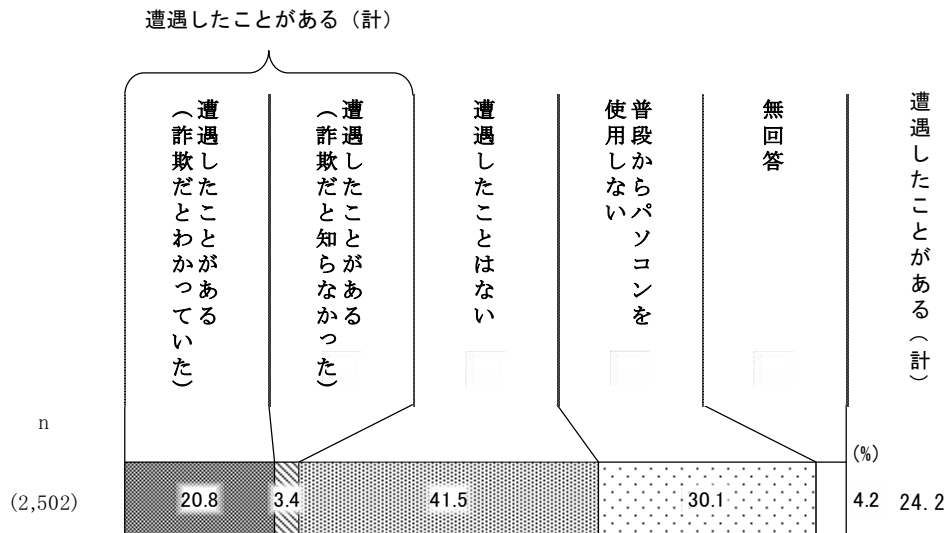 遭遇したことがある（計）
遭遇したことがある
（詐欺だとわかっていた）
遭遇したことがある
（詐欺だと知らなかった）
遭遇したことはない
普段からパソコンを
使用しない
無回答
遭遇したことがある（計）
n
(%)
(2,502)
20.8
3.4
41.5
30.1
4.2
24.2